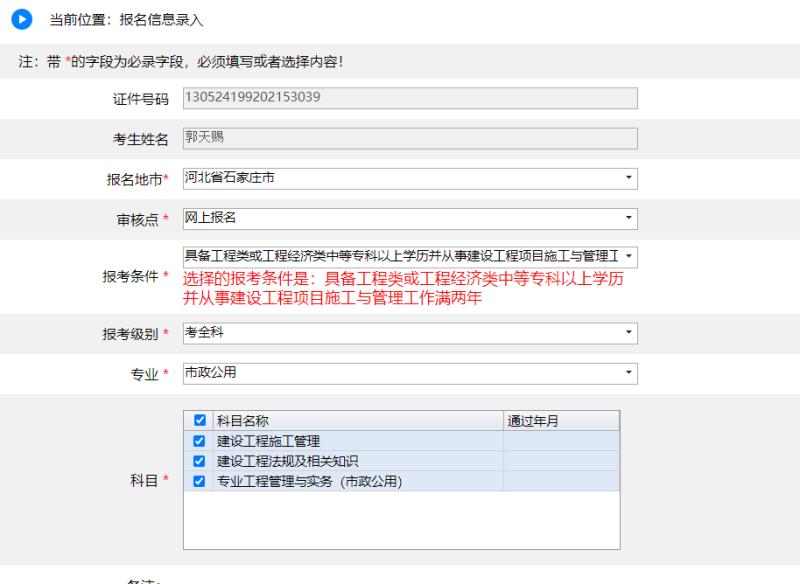 当前位置：报名信息录入
注：带 *的字段为必录字段，必须填写或者选择内容！
证件号码 130524199202153039
考生姓名 郭天赐
报名地市* 河北省石家庄市
审核点 * 网上报名
报考条件 * 具备工程类或工程经济类中等专科以上学历并从事建设工程项目施工与管理工
选择的报考条件是：具备工程类或工程经济类中等专科以上学历
并从事建设工程项目施工与管理工作满两年
报考级别 * 考全科
专业 * 市政公用
科目 *
科目名称 通过年月
建设工程施工管理
建设工程法规及相关知识
专业工程管理与实务（市政公用）